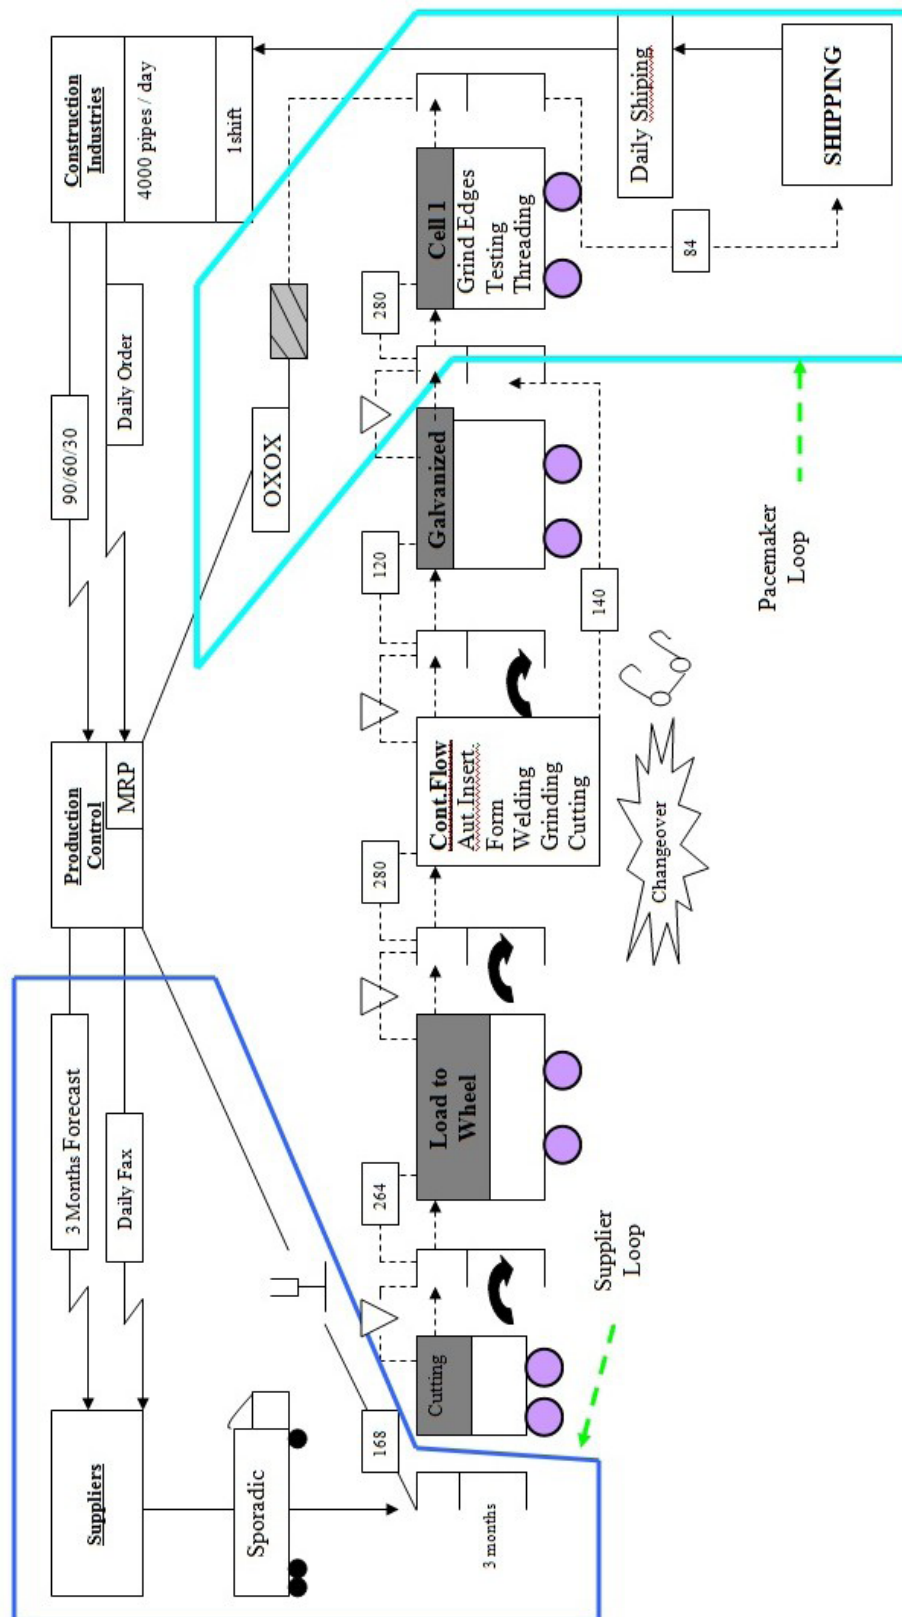 Suppliers
3 Months Forecast
Daily Fax
Production
Control
MRP
90/60/30
Daily Order
Construction
Industries
4000 pipes / day
1shift
Sporadic
OXOX
168
264
280
120
280
3 months
Cutting
Load to
Wheel
Cont.Flow
Aut.Insert.
Form
Welding
Grinding
Cutting
Galvanized
Cell 1
Grind Edges
Testing
Threading
Daily Shiping
SHIPPING
84
140
Supplier
Loop
Changeover
Pacemaker
Loop